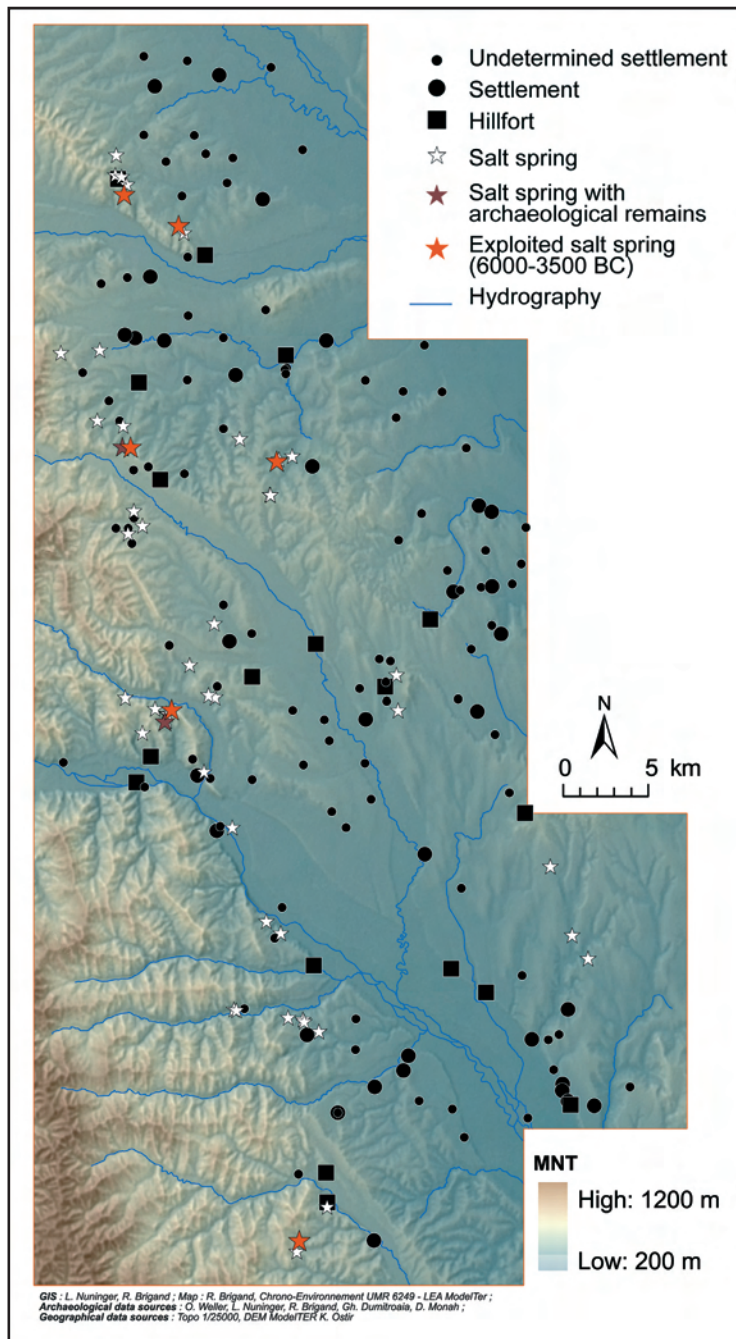 Undetermined settlement
Settlement
Hillfort
Salt spring
Salt spring with
archaeological remains
Exploited salt spring
(6000-3500 BC)
Hydrography
N
0 5 km
MNT
High: 1200 m
Low: 200 m
GIS : L. Nuninger, R. Brigand ; Map : R. Brigand, Chrono-Environnement UMR 6249 - LEA ModelTer ;
Archaeological data sources : O. Weller, L. Nuninger, R. Brigand, Gh. Dumitroaia, D. Monah ;
Geographical data sources : Topo 1/25000, DEM ModelTER K. Ostir